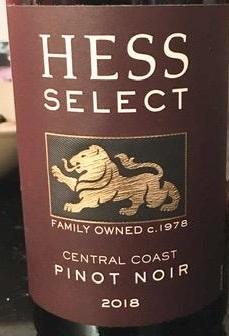 HESS
SELECT
FAMILY OWNED c.1978
CENTRAL COAST
PINOT NOIR
2018